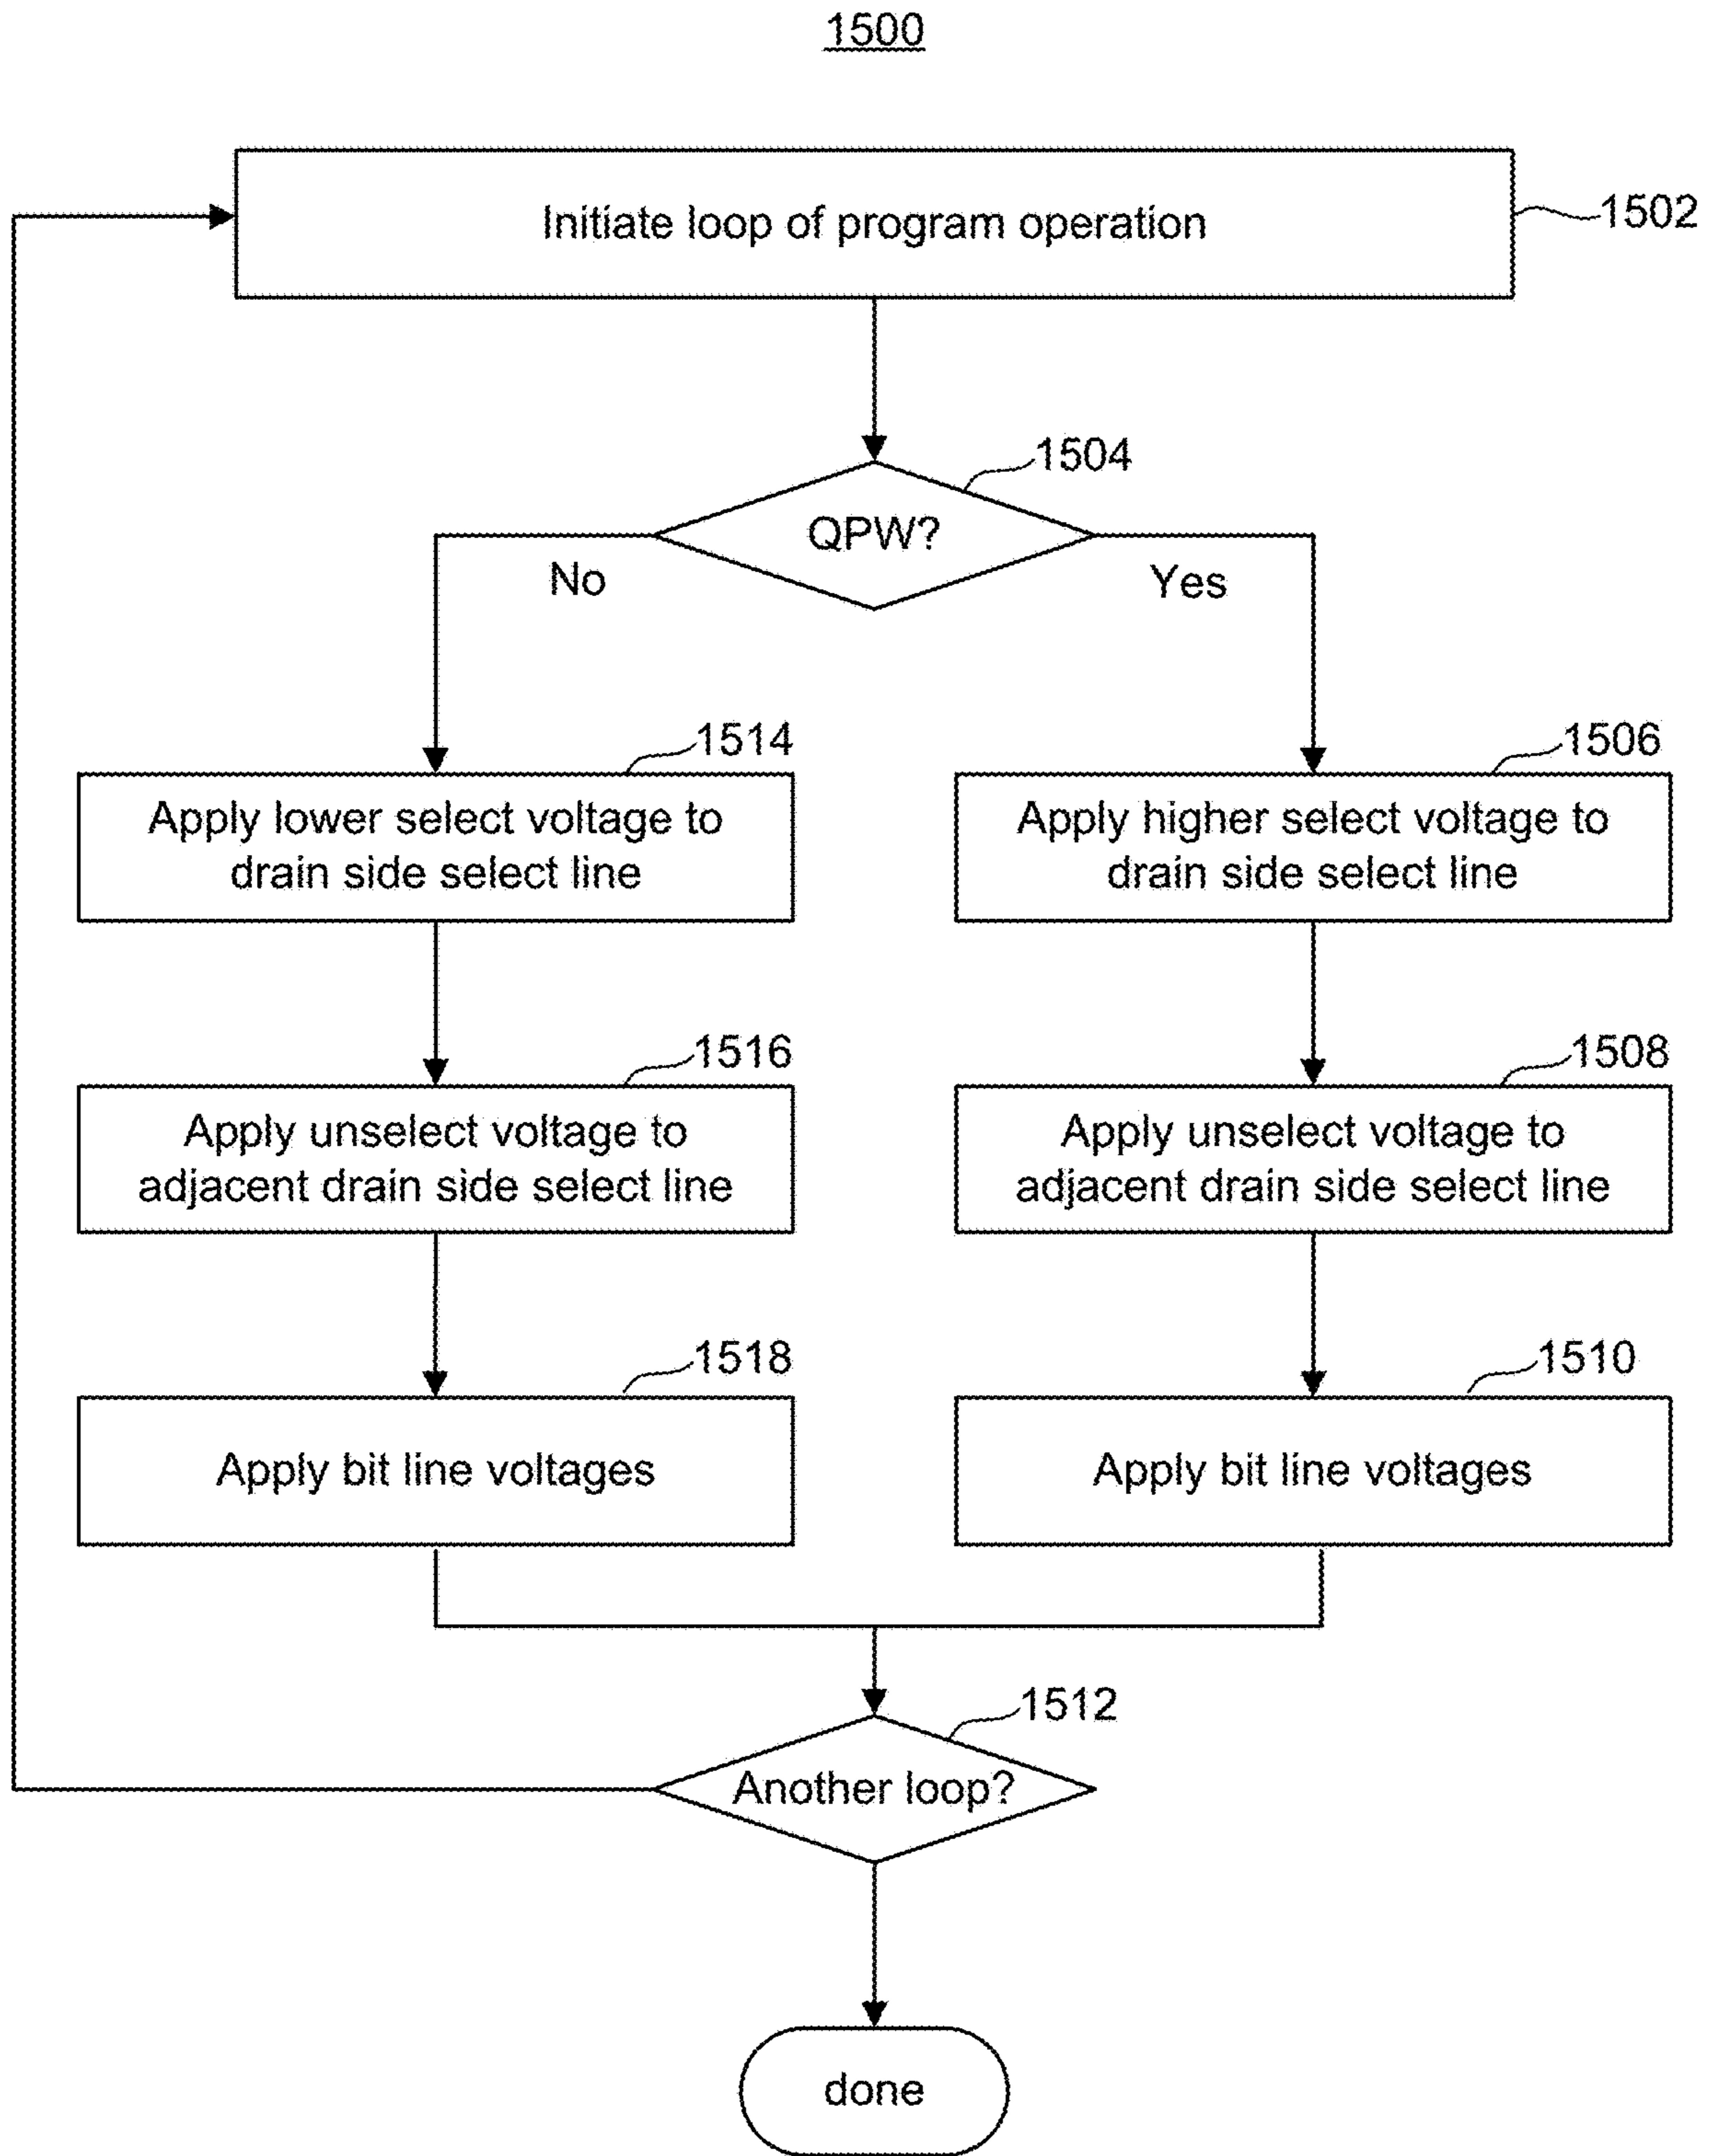 1500
Initiate loop of program operation
1502
1504
QPW?
No
Yes
1514
1506
Apply lower select voltage to
drain side select line
Apply higher select voltage to
drain side select line
1516
1508
Apply unselect voltage to
adjacent drain side select line
Apply unselect voltage to
adjacent drain side select line
1518
1510
Apply bit line voltages
Apply bit line voltages
1512
Another loop?
done